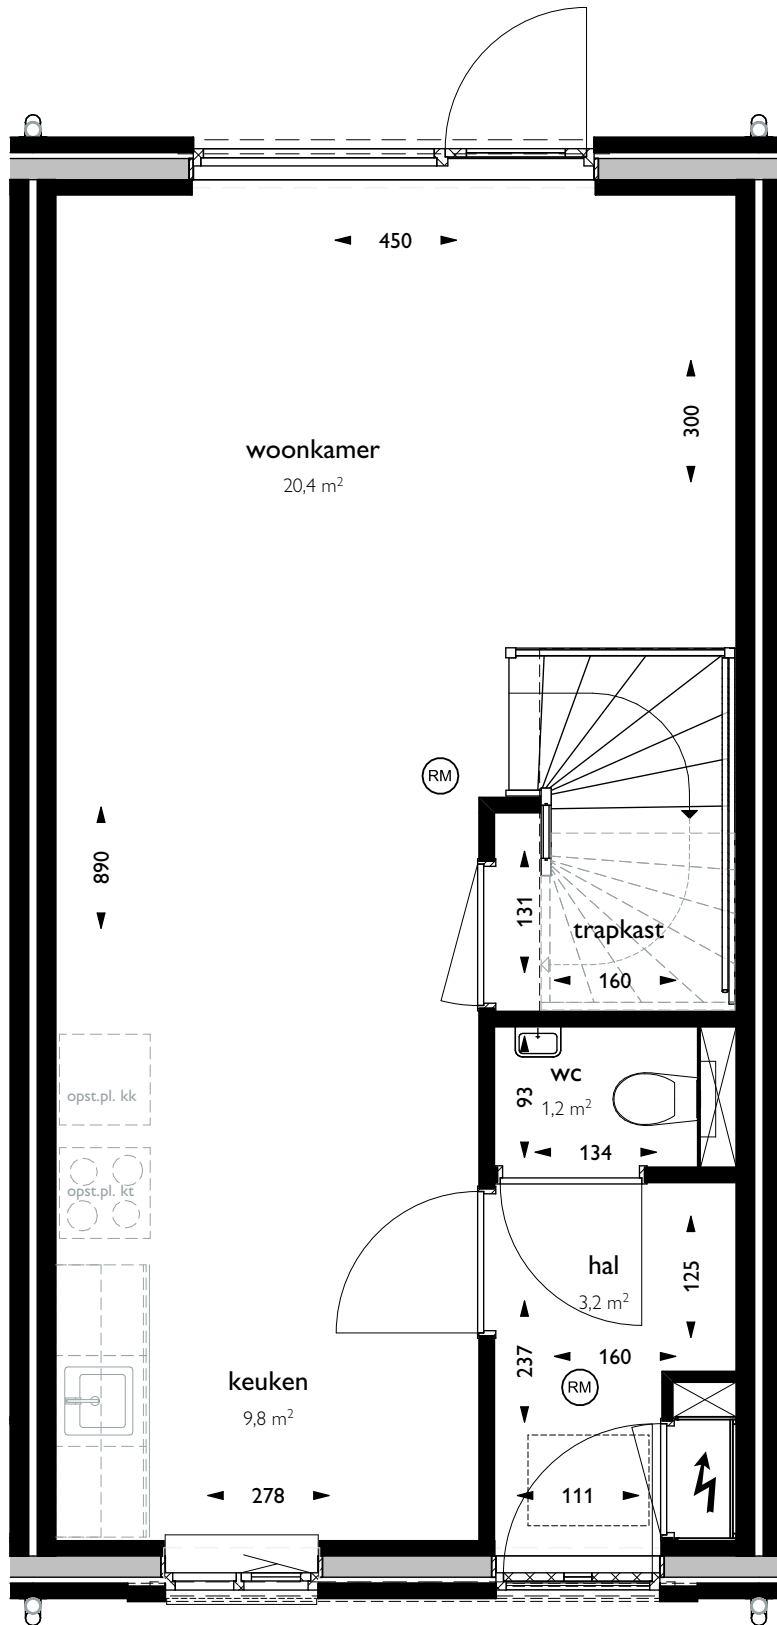 450
300
woonkamer
20,4 m²
RM
890
131
trapkast
160
opst.pl. kk
wc
93
1,2 m²
134
opst.pl. kt
hal
125
3,2 m²
237
160
keuken
RM
9,8 m²
278
111